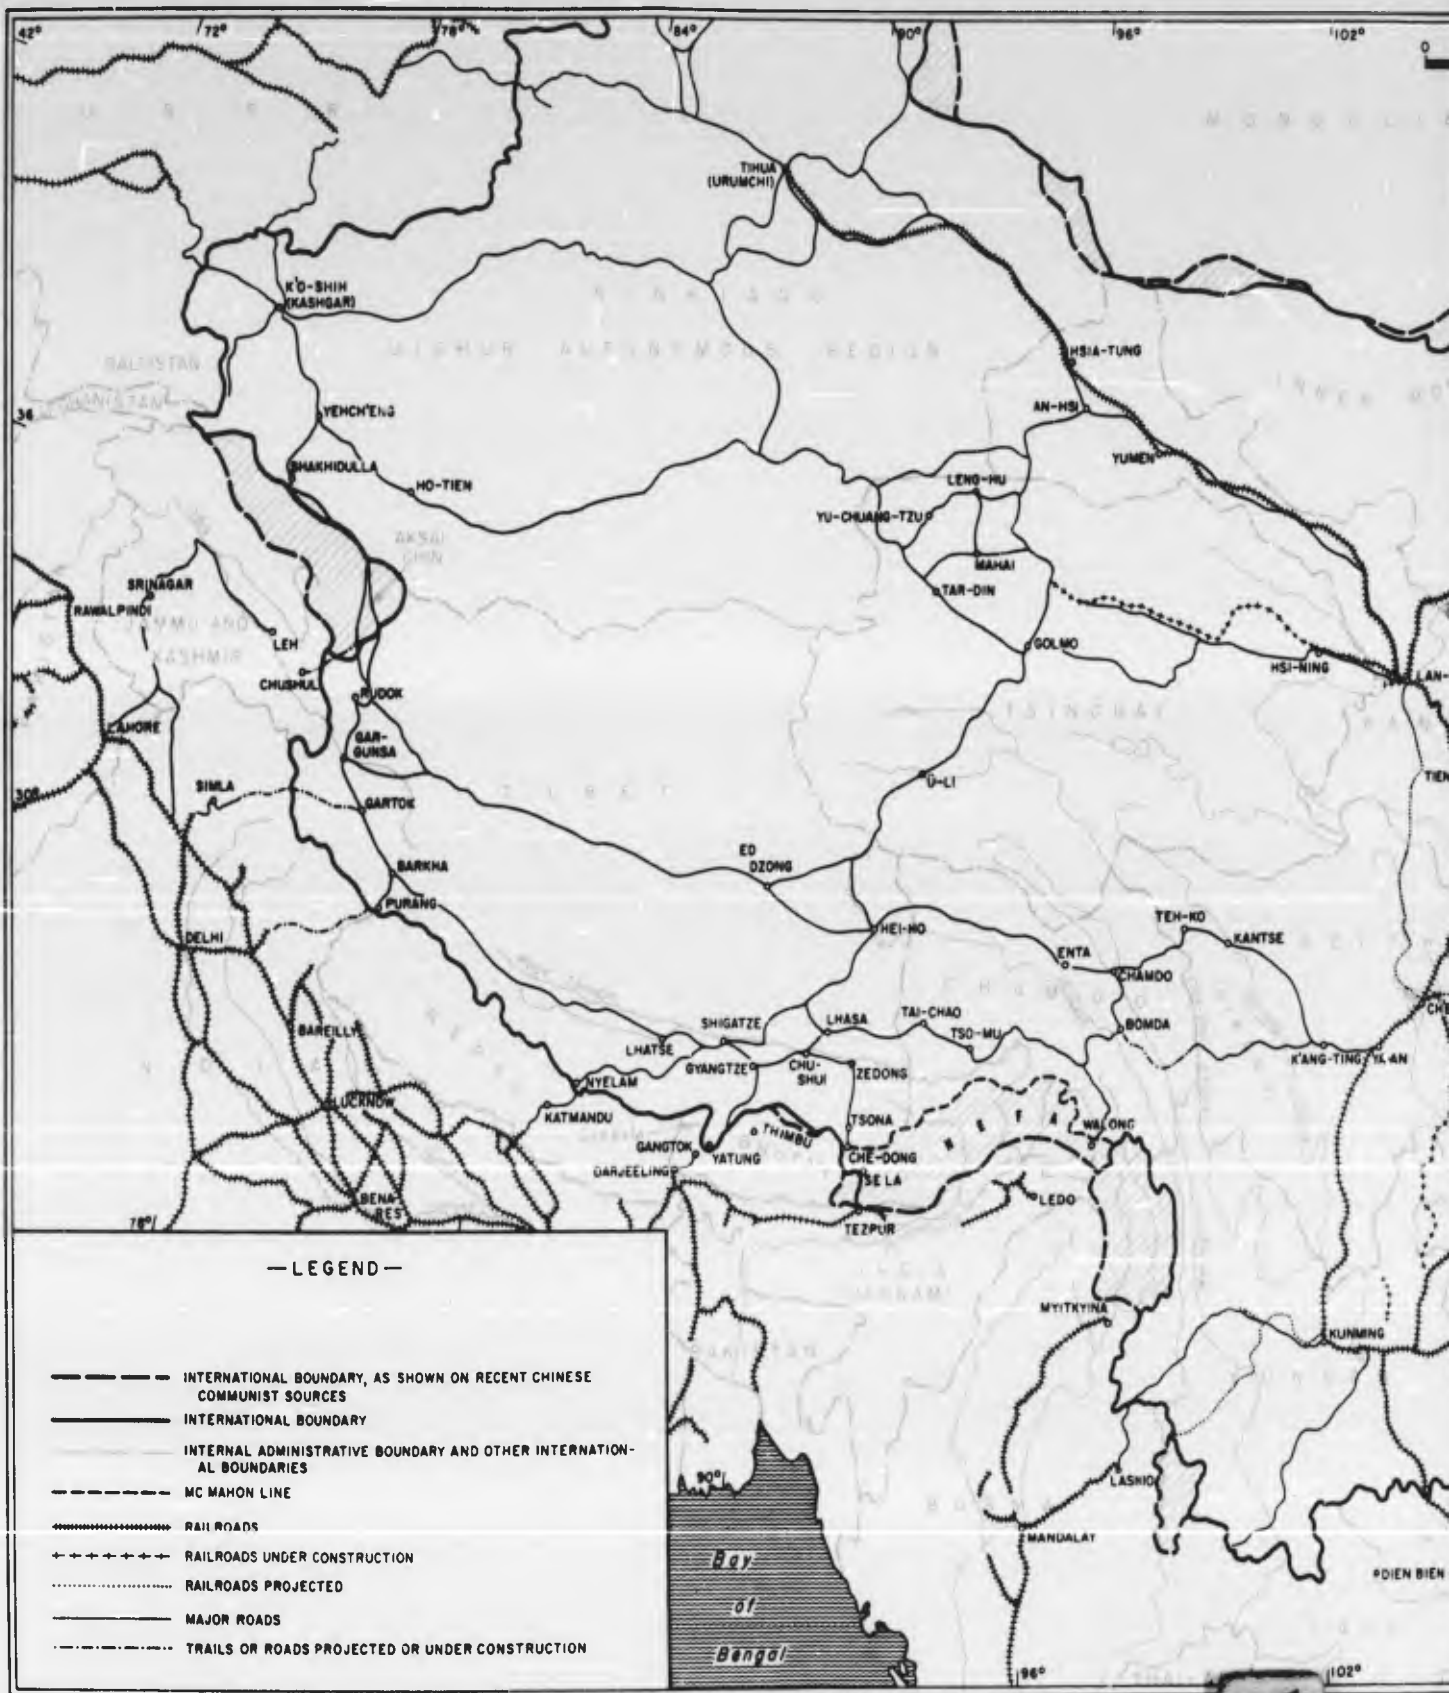 42° 72° 78° 84° 90° 96° 102° 0
U S S R
MONGOLI
TIHUA
(URUMCHI)
K'O-SHIH
(KASHGAR)
SINKIANG
UIGHUR AUTONOMOUS REGION
HSIA-TUNG
INNER MO
36
YEHCH'ENG
AN-HSI
YUMEN
SHAKHIDULLA
HO-TIEN
LENG-HU
YU-CHUANG-TZU
AKSAI
CHIN
MAHAI
TAR-DIN
SRINAGAR
RAWALPINDI
JAMMU AND
KASHMIR
LEH
CHUSHUL
GOLMO
HSI-NING
LAN-
RUDOK
TSINGHAI
LAHORE
GAR-
GUNSA
TIEN
30°
SIMLA
GARTOK
TIBET
U-LI
BARKHA
ED
DZONG
PURANG
DELHI
HEI-HO
TEH-KO
KANTSE
ENTA
CHAMDO
CHAMDO
BAREILLY
SHIGATZE
LHASA
TAI-CHAO
TSO-MU
BOMDA
CHE
LHATSE
GYANGTZE
CHU-
SHUI
ZEDONG
K'ANG-TING
YA-AN
INDIA
NEPAL
NYELAM
LUCKNOW
KATMANDU
THIMBU
TSONA
N E F A
WALONG
GANGTOK
YATUNG
CHE-DONG
DARJEELING
SE LA
LEDO
BENA-
RES
TEZPUR
78°
—LEGEND—
INTERNATIONAL BOUNDARY, AS SHOWN ON RECENT CHINESE
COMMUNIST SOURCES
INTERNATIONAL BOUNDARY
INTERNAL ADMINISTRATIVE BOUNDARY AND OTHER INTERNATION-
AL BOUNDARIES
MC MAHON LINE
RAILROADS
RAILROADS UNDER CONSTRUCTION
RAILROADS PROJECTED
MAJOR ROADS
TRAILS OR ROADS PROJECTED OR UNDER CONSTRUCTION
MYITKYINA
KUNMING
PAKISTAN
LASHIO
BURMA
MANDALAY
90°
Bay
of
Bengal
DIEN BIEN
96° 102°